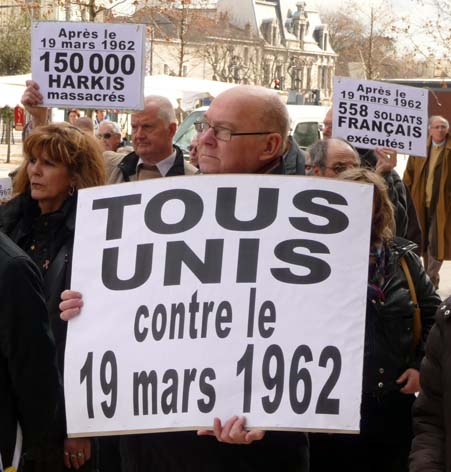 Après le
19 mars 1962
150 000
HARKIS
massacrés
Après le
19 mars 1962
558 SOLDATS
FRANÇAIS
exécutés !
TOUS
UNIS
contre le
19 mars 1962